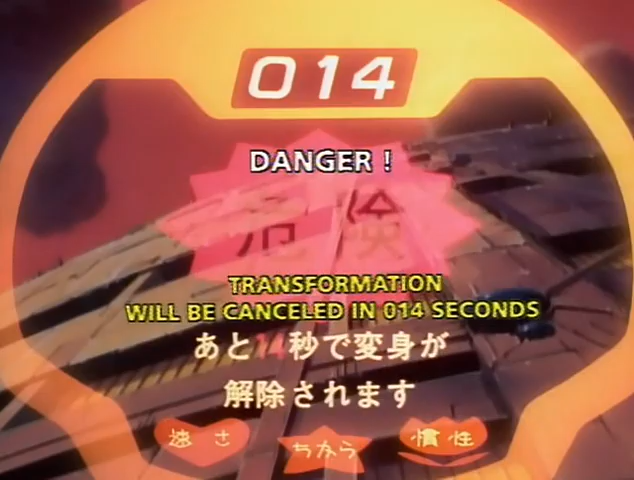 014
DANGER !
危険
TRANSFORMATION
WILL BE CANCELED IN 014 SECONDS
あと14秒で変身が
解除されます
速さ
ちから
慣性